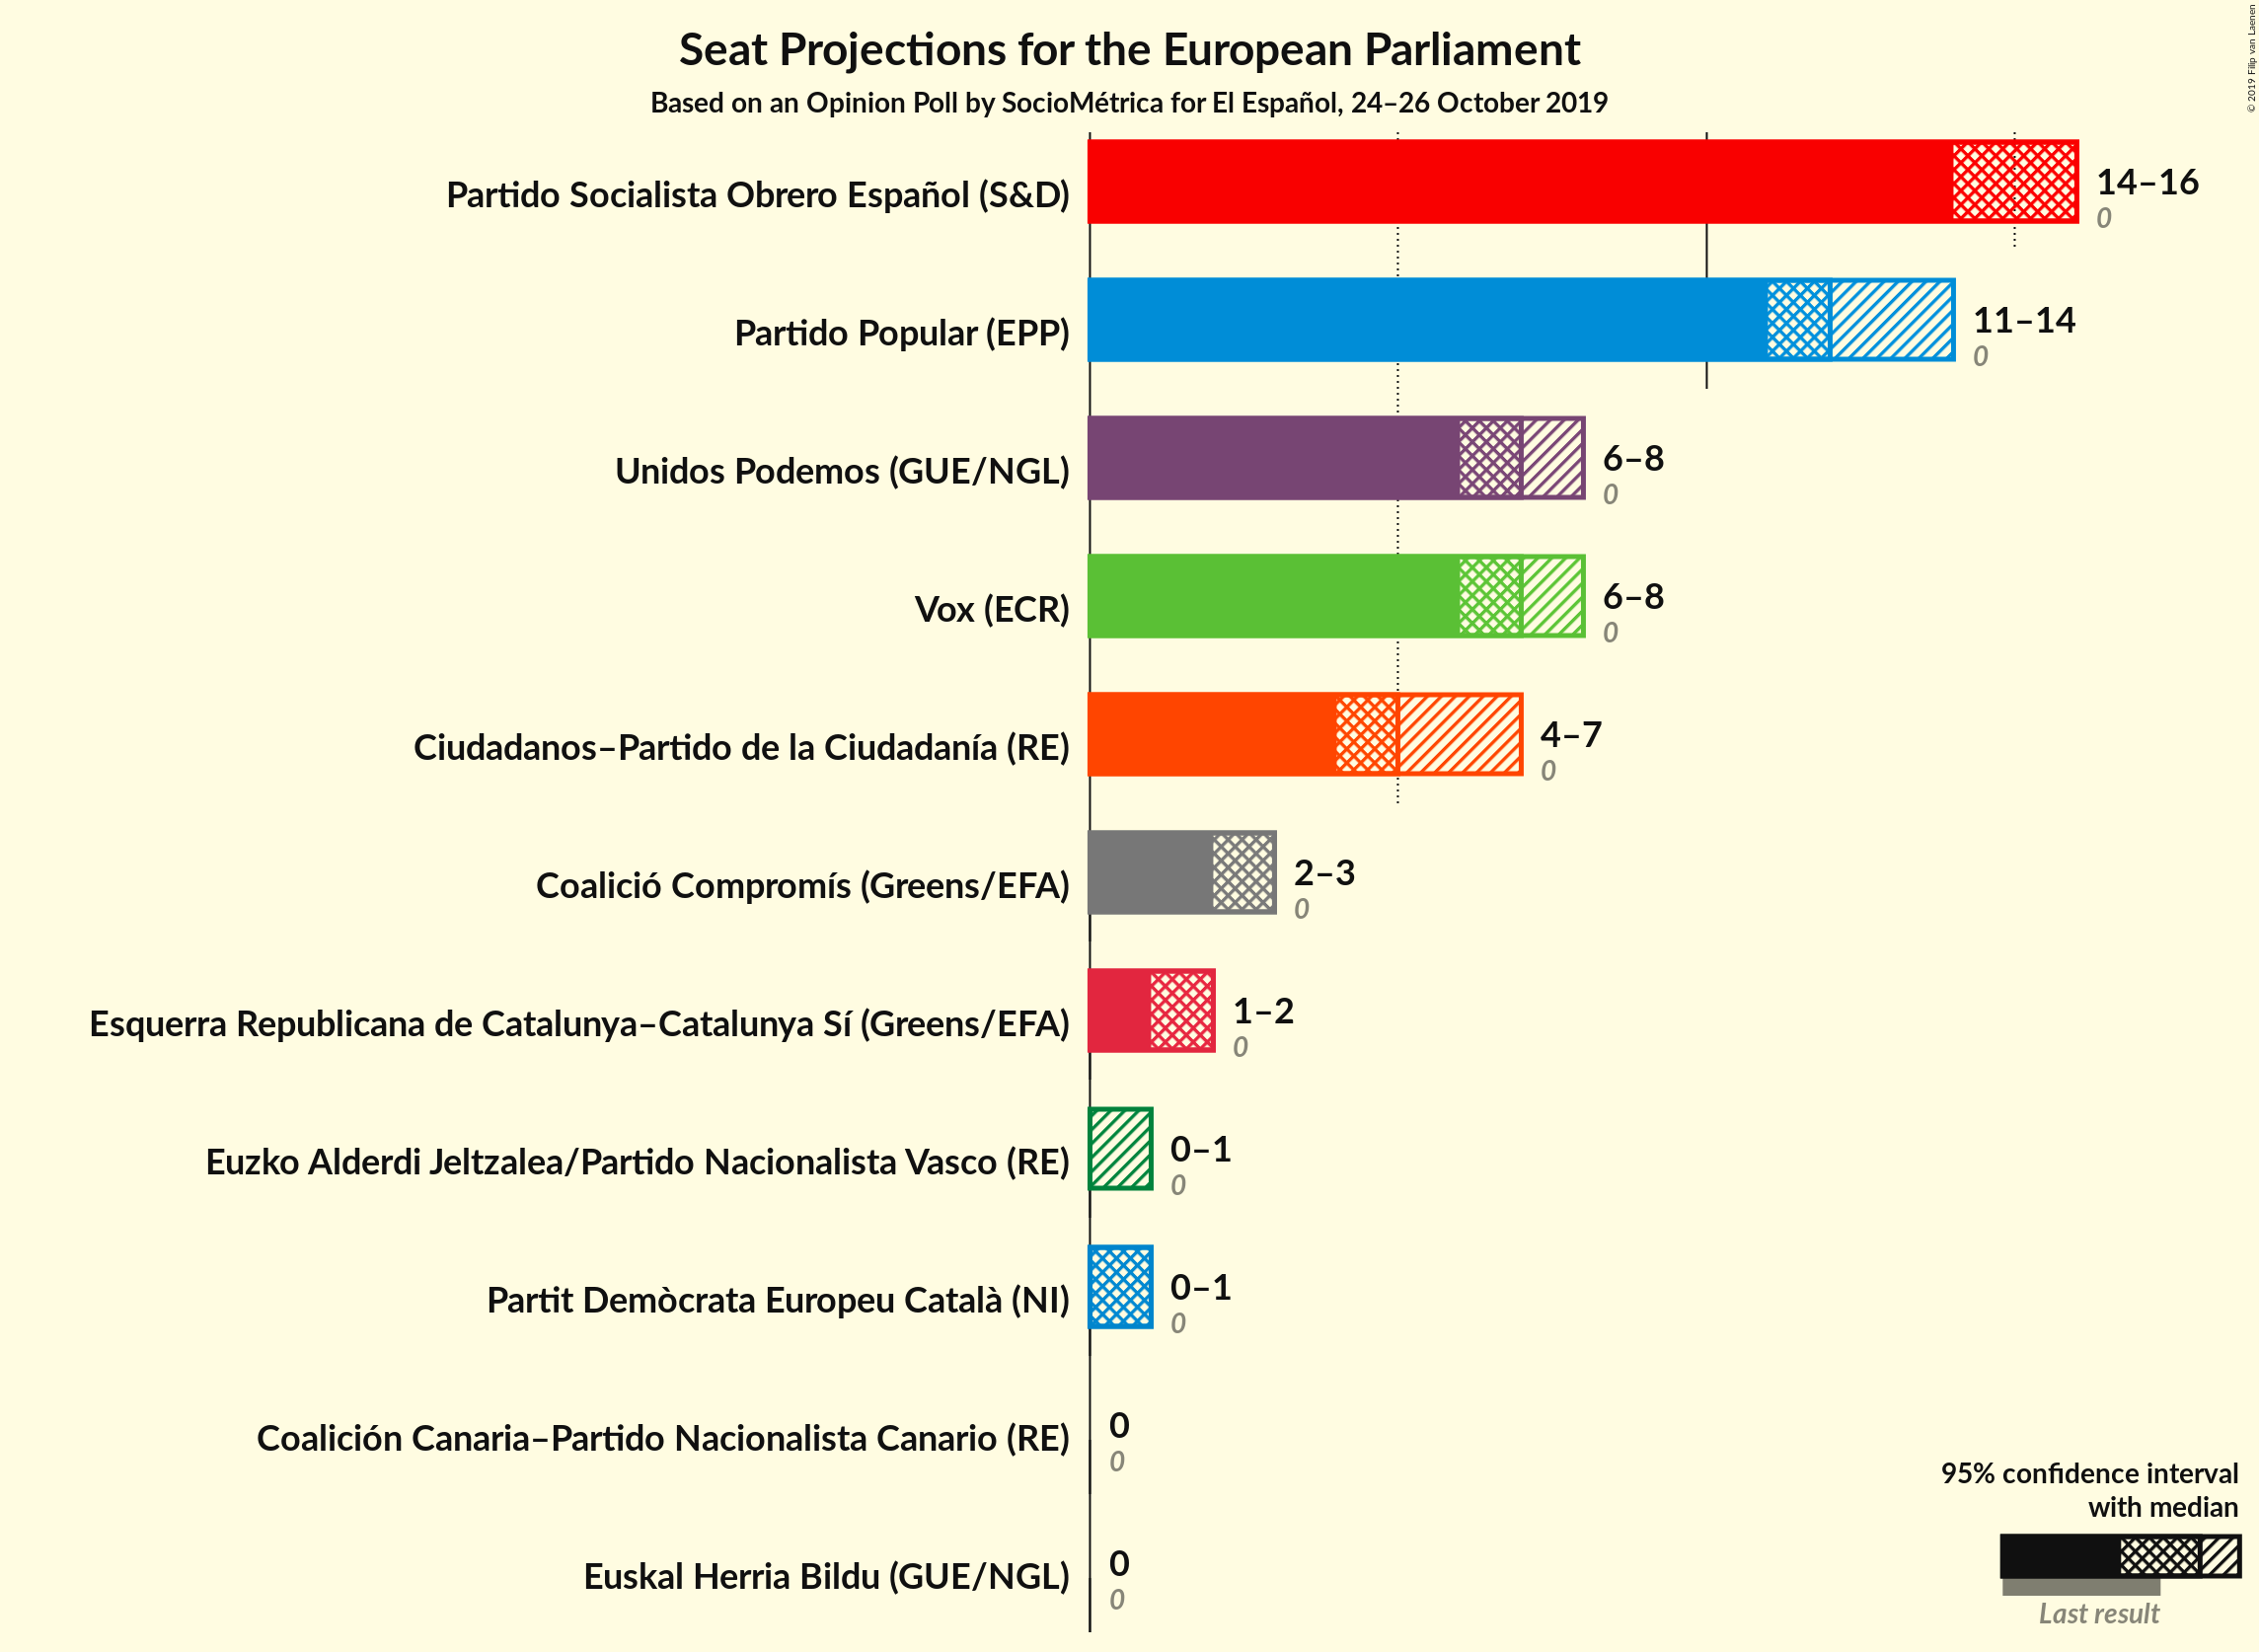 Seat Projections for the European Parliament
Based on an Opinion Poll by SocioMétrica for El Español, 24–26 October 2019
© 2019 Filip van Laenen
Partido Socialista Obrero Español (S&D)
14–16
0
Partido Popular (EPP)
11–14
0
Unidos Podemos (GUE/NGL)
6–8
0
Vox (ECR)
6–8
0
Ciudadanos–Partido de la Ciudadanía (RE)
4–7
0
Coalició Compromís (Greens/EFA)
2–3
0
Esquerra Republicana de Catalunya–Catalunya Sí (Greens/EFA)
1–2
0
Euzko Alderdi Jeltzalea/Partido Nacionalista Vasco (RE)
0–1
0
Partit Demòcrata Europeu Català (NI)
0–1
0
Coalición Canaria–Partido Nacionalista Canario (RE)
0
0
Euskal Herria Bildu (GUE/NGL)
0
0
95% confidence interval
with median
Last result